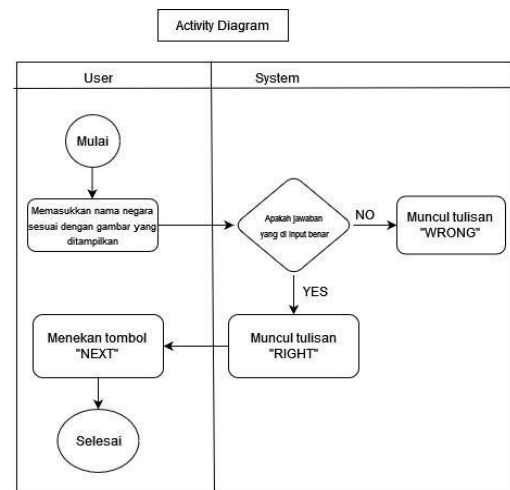 Activity Diagram
User
System
Mulai
Memasukkan nama negara
sesuai dengan gambar yang
ditampilkan
Apakah jawaban
yang di input benar
NO
Muncul tulisan
"WRONG"
YES
Muncul tulisan
"RIGHT"
Menekan tombol
"NEXT"
Selesai